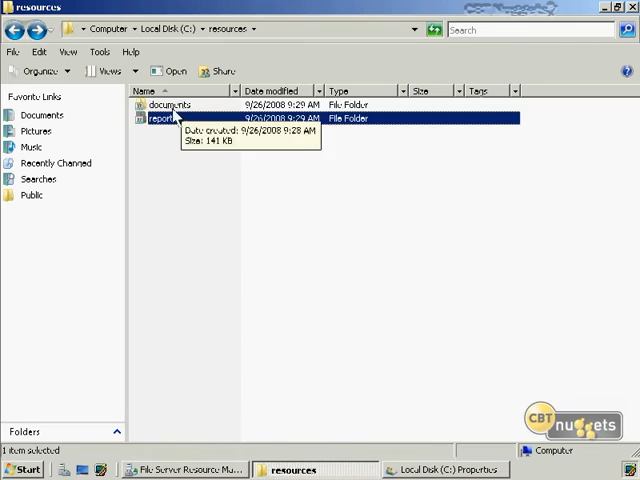 resources
Computer ▸ Local Disk (C:) ▸ resources ▸
Search
File Edit View Tools Help
Organize Views Open Share
Favorite Links
Documents
Pictures
Music
Recently Changed
Searches
Public
Folders
Name Date modified Type Size Tags
documents 9/26/2008 9:29 AM File Folder
9/26/2008 9:29 AM File Folder
Date created: 9/26/2008 9:28 AM
Size: 141 KB
CBT nuggets
1 item selected Computer
Start File Server Resource Ma... resources Local Disk (C:) Properties